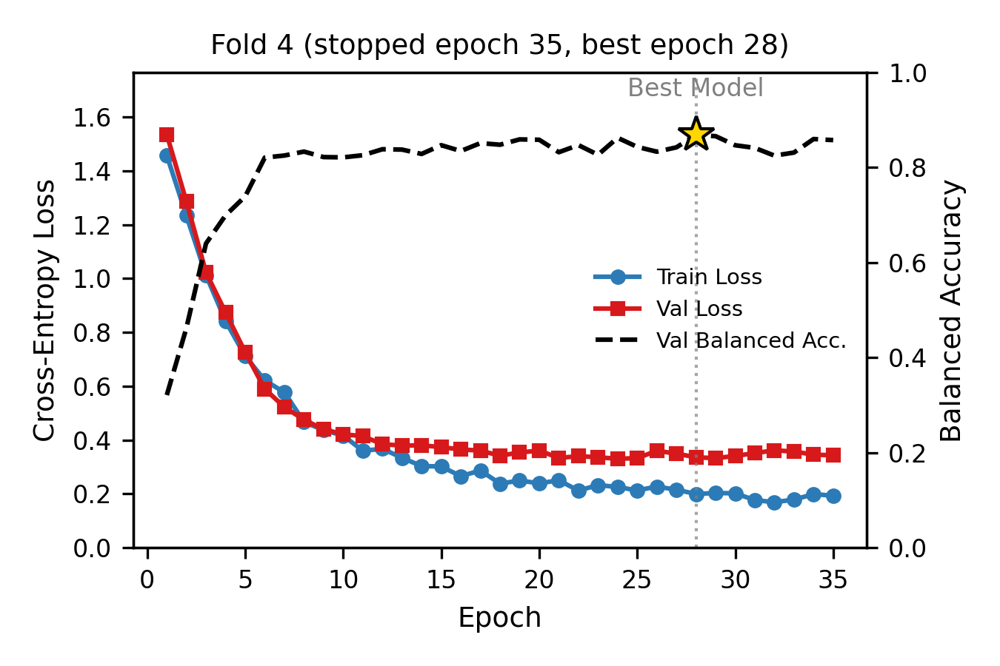 Fold 4 (stopped epoch 35, best epoch 28)
Best Model
Cross-Entropy Loss
1.6
1.4
1.2
1.0
0.8
0.6
0.4
0.2
0.0
Train Loss
Val Loss
Val Balanced Acc.
1.0
0.8
0.6
0.4
0.2
0.0
Balanced Accuracy
0 5 10 15 20 25 30 35
Epoch